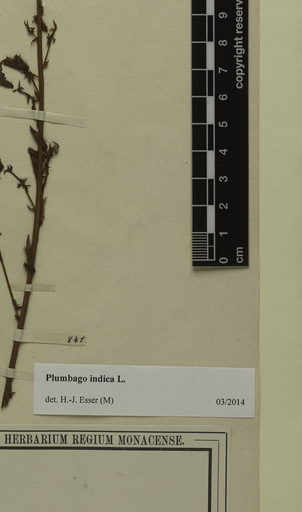 copyright reserv
9
8
7
6
5
4
3
2
1
0
cm
841
Plumbago indica L.
det. H.-J. Esser (M)
03/2014
HERBARIUM REGIUM MONACENSE.